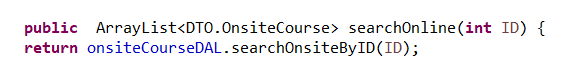 public  ArrayList<DTO.OnsiteCourse> searchOnline(int ID) {
return onsiteCourseDAL.searchOnsiteByID(ID);